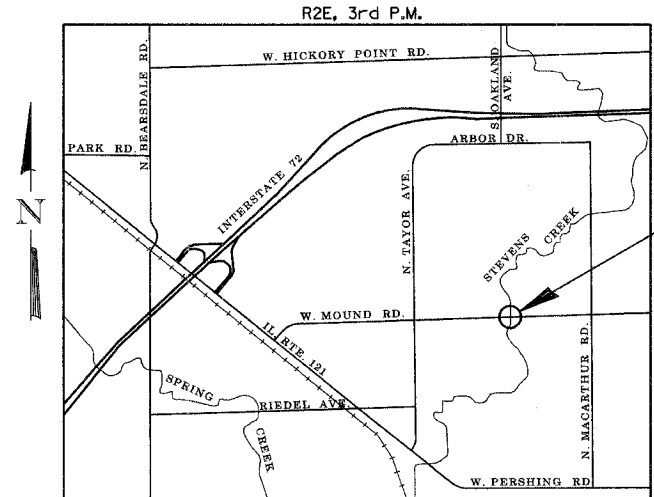 R2E, 3rd P.M.
N. BEARSDALE RD.
W. HICKORY POINT RD.
S. OAKLAND AVE.
PARK RD.
ARBOR DR.
INTERSTATE 72
N. TAYOR AVE.
N
STEVENS CREEK
W. MOUND RD.
IL. RTE. 121
N. MACARTHUR RD.
SPRING CREEK
RIEDEL AVE.
W. PERSHING RD